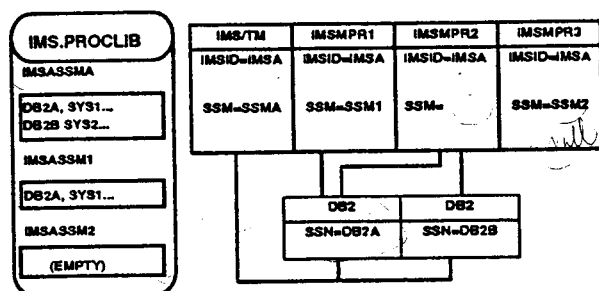 IMS.PROCLIB
IMSASSMA
DB2A, SYS1...
DB2B SYS2...
IMSASSM1
DB2A, SYS1...
IMSASSM2
(EMPTY)
IMS/TM IMSMPR1 IMSMPR2 IMSMPR3
IMSID=IMSA IMSID=IMSA IMSID=IMSA IMSID=IMSA
SSM=SSMA SSM=SSM1 SSM= SSM=SSM2
Null
DB2 DB2
SSN=DB2A SSN=DB2B